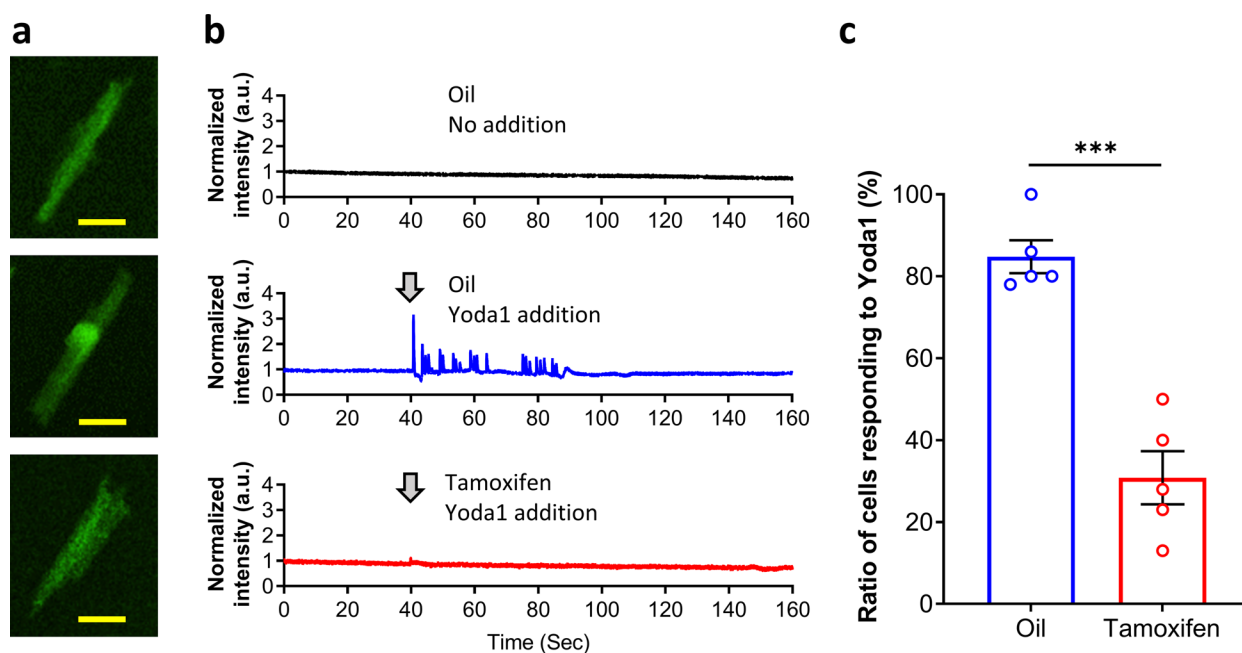 a
b
c
Normalized
intensity (a.u.)
4
3
2
1
0
Oil
No addition
0 20 40 60 80 100 120 140 160
Normalized
intensity (a.u.)
4
3
2
1
0
Oil
Yoda1 addition
0 20 40 60 80 100 120 140 160
Normalized
intensity (a.u.)
4
3
2
1
0
Tamoxifen
Yoda1 addition
0 20 40 60 80 100 120 140 160
Time (Sec)
Ratio of cells responding to Yoda1 (%)
***
100
80
60
40
20
0
Oil Tamoxifen